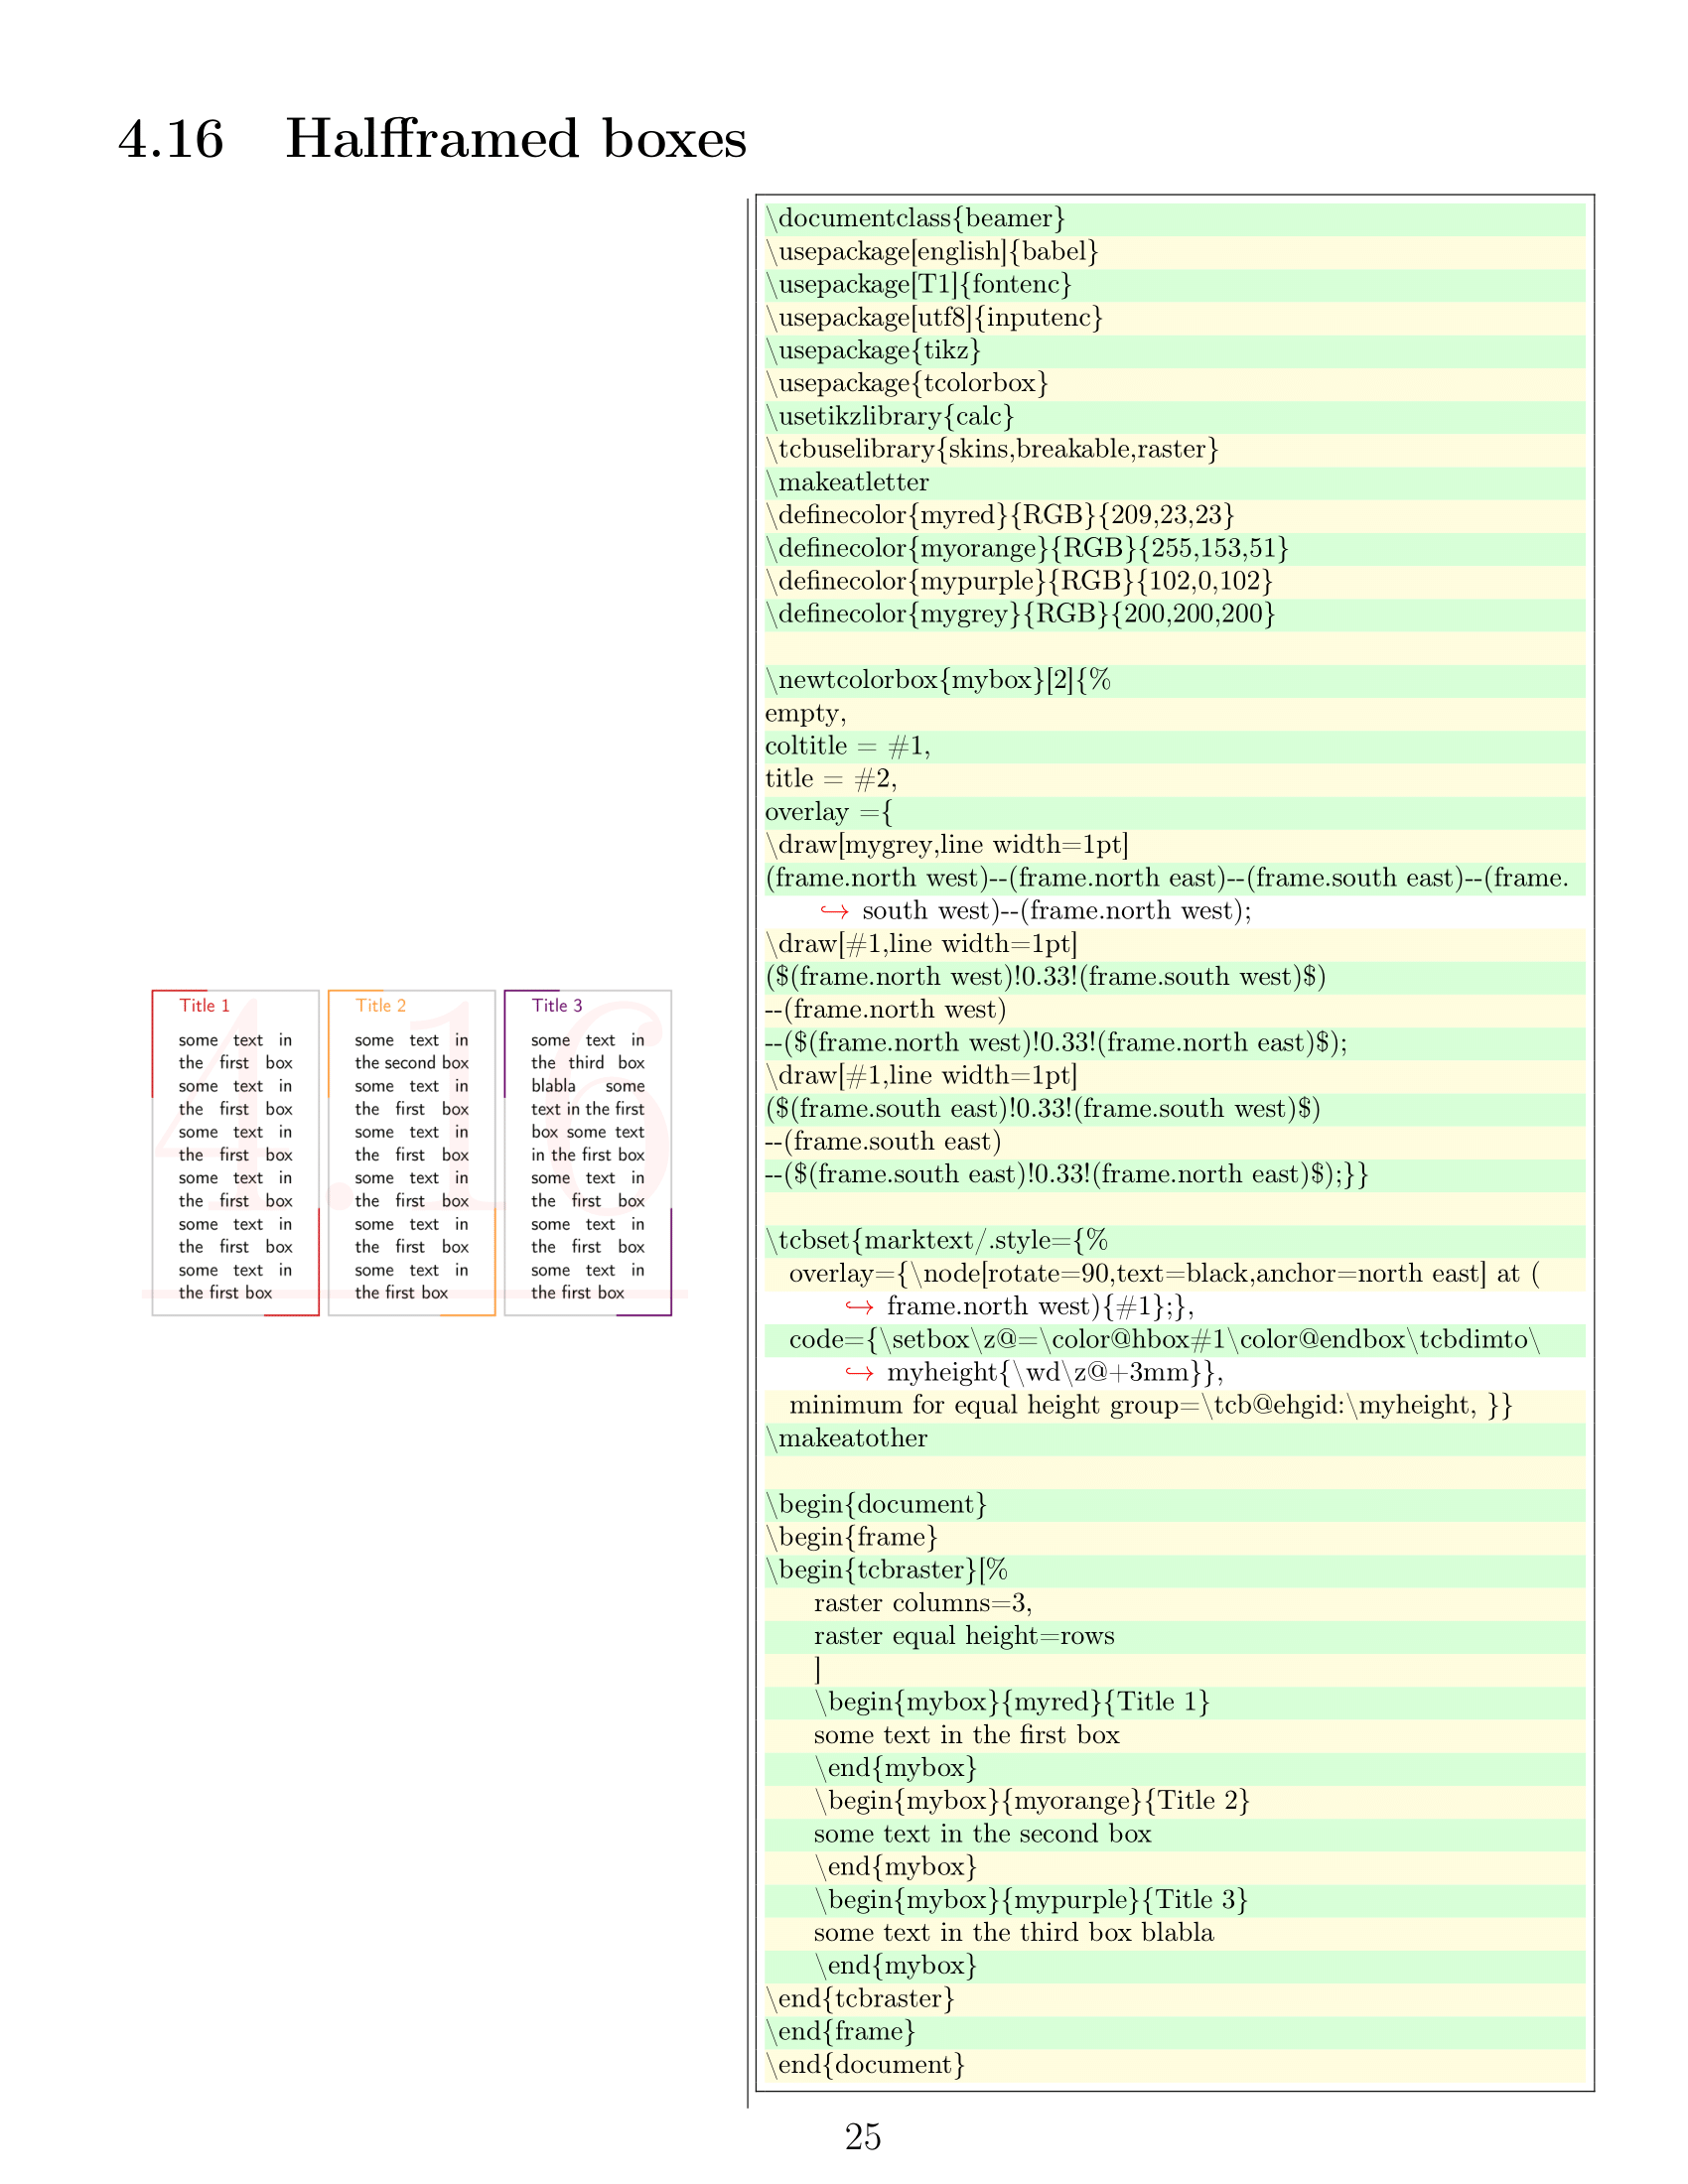 4.16 Halfframed boxes
Title 1
some text in
the first box
some text in
the first box
some text in
the first box
some text in
the first box
some text in
the first box
some text in
the first box
Title 2
some text in
the second box
some text in
the first box
some text in
the first box
some text in
the first box
some text in
the first box
some text in
the first box
Title 3
some text in
the third box
blabla some
text in the first
box some text
in the first box
some text in
the first box
some text in
the first box
some text in
the first box
4.16
\documentclass{beamer}
\usepackage[english]{babel}
\usepackage[T1]{fontenc}
\usepackage[utf8]{inputenc}
\usepackage{tikz}
\usepackage{tcolorbox}
\usetikzlibrary{calc}
\tcbuselibrary{skins,breakable,raster}
\makeatletter
\definecolor{myred}{RGB}{209,23,23}
\definecolor{myorange}{RGB}{255,153,51}
\definecolor{mypurple}{RGB}{102,0,102}
\definecolor{mygrey}{RGB}{200,200,200}
\newtcolorbox{mybox}[2]{%
empty,
coltitle = #1,
title = #2,
overlay ={
\draw[mygrey,line width=1pt]
(frame.north west)--(frame.north east)--(frame.south east)--(frame.
↪ south west)--(frame.north west);
\draw[#1,line width=1pt]
($(frame.north west)!0.33!(frame.south west)$)
--(frame.north west)
--($(frame.north west)!0.33!(frame.north east)$);
\draw[#1,line width=1pt]
($(frame.south east)!0.33!(frame.south west)$)
--(frame.south east)
--($(frame.south east)!0.33!(frame.north east)$);}}
\tcbset{marktext/.style={%
overlay={\node[rotate=90,text=black,anchor=north east] at (
↪ frame.north west){#1};},
code={\setbox\z@=\color@hbox#1\color@endbox\tcbdimto\
↪ myheight{\wd\z@+3mm}},
minimum for equal height group=\tcb@ehgid:\myheight, }}
\makeatother
\begin{document}
\begin{frame}
\begin{tcbraster}[%
raster columns=3,
raster equal height=rows
]
\begin{mybox}{myred}{Title 1}
some text in the first box
\end{mybox}
\begin{mybox}{myorange}{Title 2}
some text in the second box
\end{mybox}
\begin{mybox}{mypurple}{Title 3}
some text in the third box blabla
\end{mybox}
\end{tcbraster}
\end{frame}
\end{document}
25